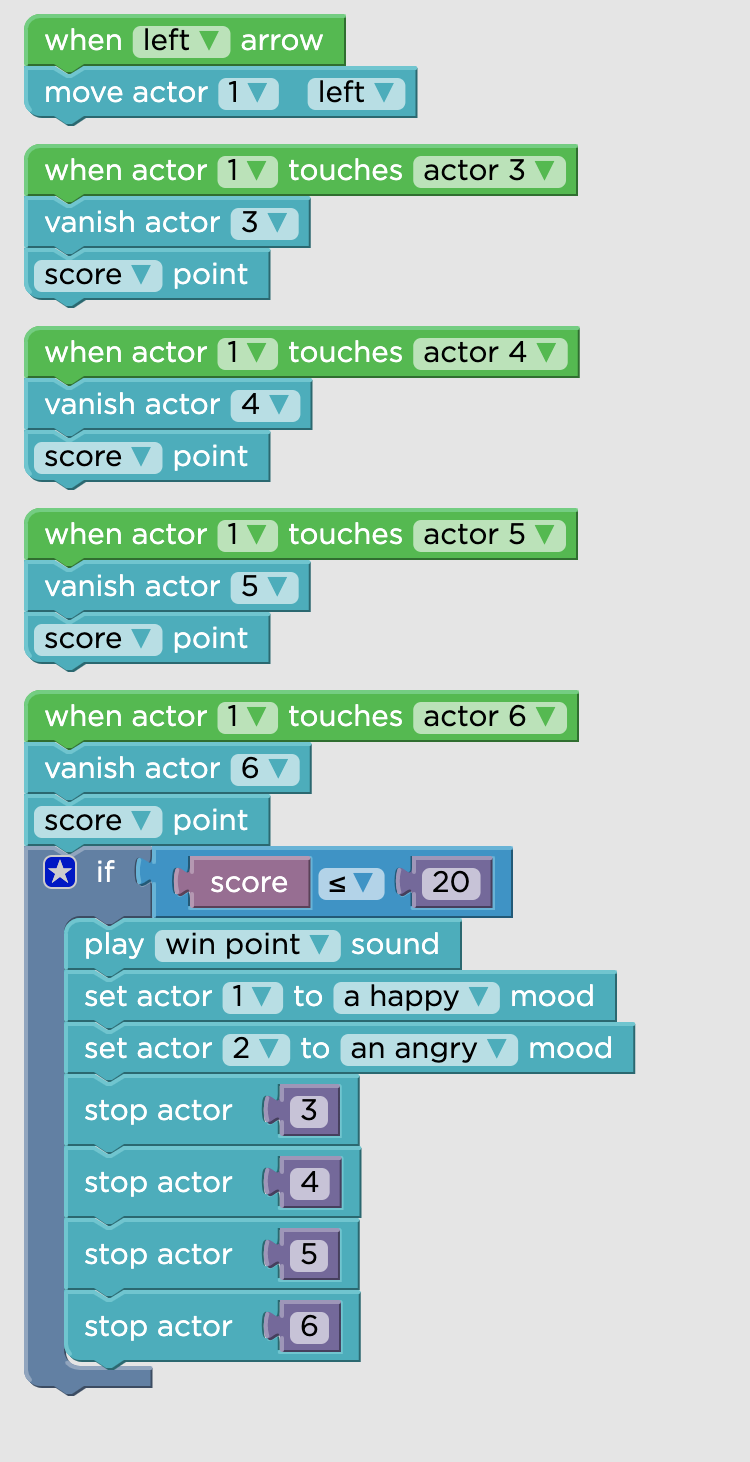 when left ▼ arrow
move actor 1 ▼ left ▼
when actor 1 ▼ touches actor 3 ▼
vanish actor 3 ▼
score ▼ point
when actor 1 ▼ touches actor 4 ▼
vanish actor 4 ▼
score ▼ point
when actor 1 ▼ touches actor 5 ▼
vanish actor 5 ▼
score ▼ point
when actor 1 ▼ touches actor 6 ▼
vanish actor 6 ▼
score ▼ point
if score ≤ ▼ 20
play win point ▼ sound
set actor 1 ▼ to a happy ▼ mood
set actor 2 ▼ to an angry ▼ mood
stop actor 3
stop actor 4
stop actor 5
stop actor 6